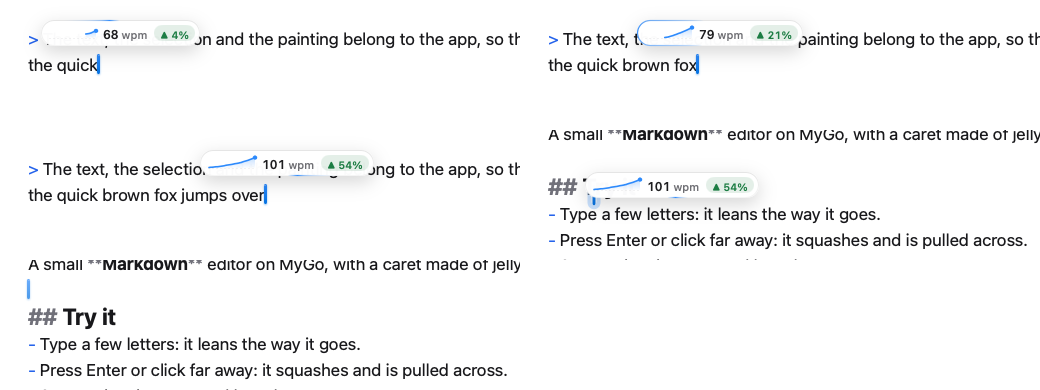 68 wpm ▲ 4%
> on and the painting belong to the app, so th
the quick
79 wpm ▲ 21%
> The text, t painting belong to the app, so th
the quick brown fox
101 wpm ▲ 54%
> The text, the selection ong to the app, so th
the quick brown fox jumps over
A small **Markdown** editor on MyGo, with a caret made of jelly
101 wpm ▲ 54%
##
- Type a few letters: it leans the way it goes.
- Press Enter or click far away: it squashes and is pulled across.
A small **Markdown** editor on MyGo, with a caret made of jelly
## Try it
- Type a few letters: it leans the way it goes.
- Press Enter or click far away: it squashes and is pulled across.